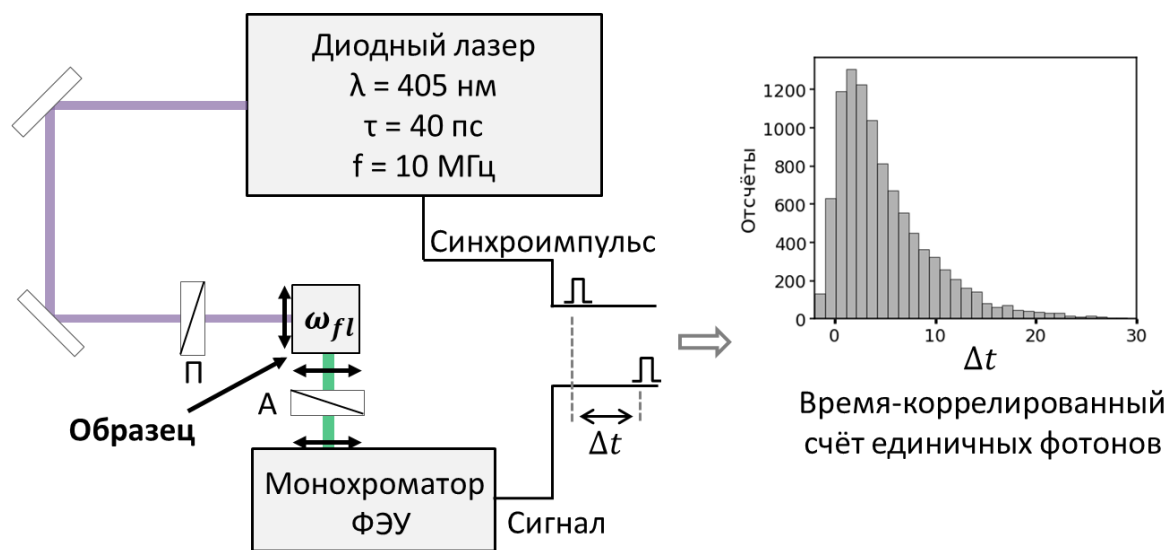 Диодный лазер
λ = 405 нм
τ = 40 пс
f = 10 МГц
Синхроимпульс
ω_fl
П
А
Образец
Монохроматор
ФЭУ
Сигнал
Δt
Отсчёты
1200
1000
800
600
400
200
0
0 10 20 30
Δt
Время-коррелированный
счёт единичных фотонов